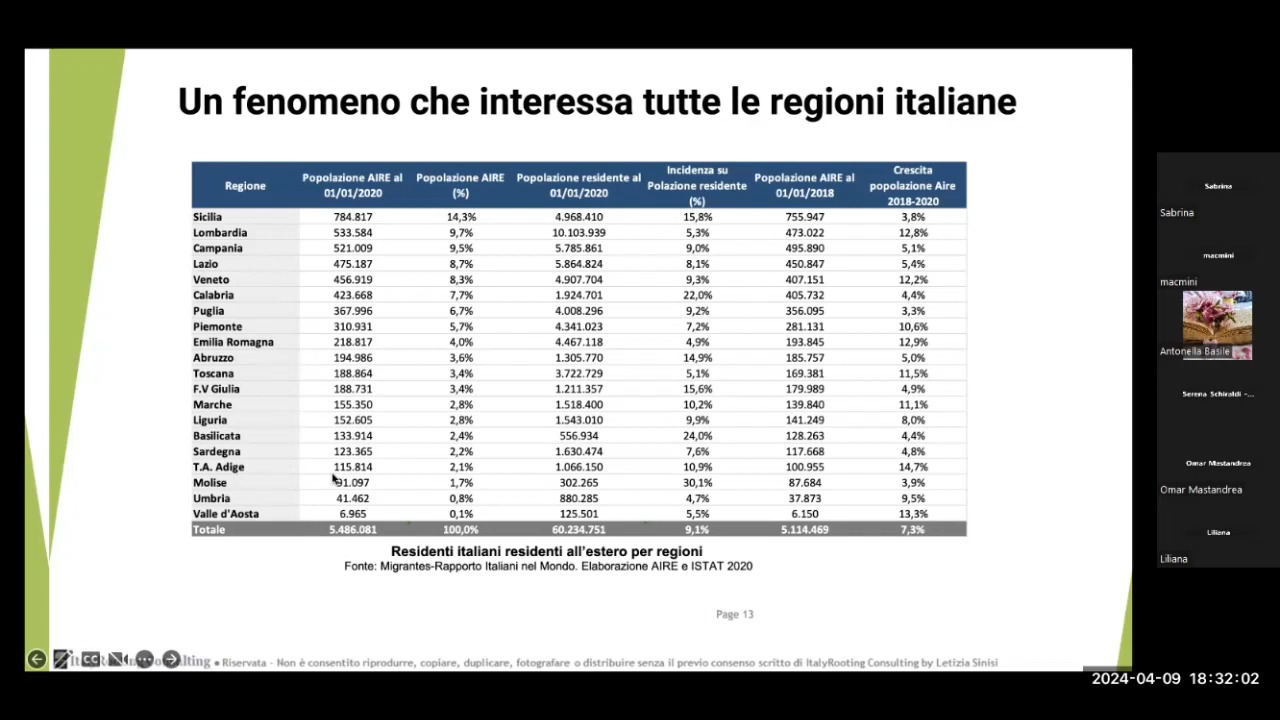 Un fenomeno che interessa tutte le regioni italiane
Regione Popolazione AIRE al 01/01/2020 Popolazione AIRE (%) Popolazione residente al 01/01/2020 Incidenza su Polazione residente (%) Popolazione AIRE al 01/01/2018 Crescita popolazione Aire 2018-2020
Sicilia 784.817 14,3% 4.968.410 15,8% 755.947 3,8%
Lombardia 533.584 9,7% 10.103.939 5,3% 473.022 12,8%
Campania 521.009 9,5% 5.785.861 9,0% 495.890 5,1%
Lazio 475.187 8,7% 5.864.824 8,1% 450.847 5,4%
Veneto 456.919 8,3% 4.907.704 9,3% 407.151 12,2%
Calabria 423.668 7,7% 1.924.701 22,0% 405.732 4,4%
Puglia 367.996 6,7% 4.008.296 9,2% 356.095 3,3%
Piemonte 310.931 5,7% 4.341.023 7,2% 281.131 10,6%
Emilia Romagna 218.817 4,0% 4.467.118 4,9% 193.845 12,9%
Abruzzo 194.986 3,6% 1.305.770 14,9% 185.757 5,0%
Toscana 188.864 3,4% 3.722.729 5,1% 169.381 11,5%
F.V Giulia 188.731 3,4% 1.211.357 15,6% 179.989 4,9%
Marche 155.350 2,8% 1.518.400 10,2% 139.840 11,1%
Liguria 152.605 2,8% 1.543.010 9,9% 141.249 8,0%
Basilicata 133.914 2,4% 556.934 24,0% 128.263 4,4%
Sardegna 123.365 2,2% 1.630.474 7,6% 117.668 4,8%
T.A. Adige 115.814 2,1% 1.066.150 10,9% 100.955 14,7%
Molise 91.097 1,7% 302.265 30,1% 87.684 3,9%
Umbria 41.462 0,8% 880.285 4,7% 37.873 9,5%
Valle d'Aosta 6.965 0,1% 125.501 5,5% 6.150 13,3%
Totale 5.486.081 100,0% 60.234.751 9,1% 5.114.469 7,3%
Residenti italiani residenti all'estero per regioni
Fonte: Migrantes-Rapporto Italiani nel Mondo. Elaborazione AIRE e ISTAT 2020
Page 13
● Riservata - Non è consentito riprodurre, copiare, duplicare, fotografare o distribuire senza il previo consenso scritto di ItalyRooting Consulting by Letizia Sinisi
Sabrina
Sabrina
macmini
macmini
Antonella Basile
Serena Schiraldi -...
Omar Mastandrea
Omar Mastandrea
Liliana
Liliana
2024-04-09 18:32:02